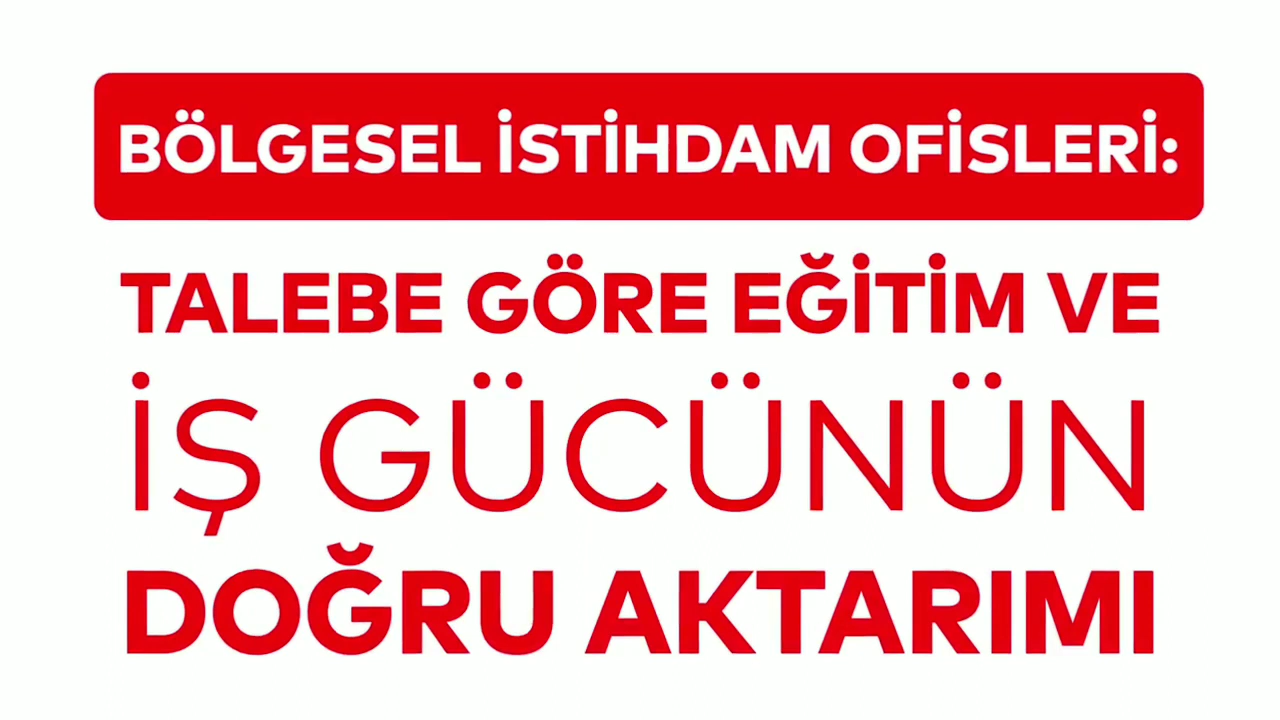 BÖLGESEL İSTİHDAM OFİSLERİ:
TALEBE GÖRE EĞİTİM VE
İŞ GÜCÜNÜN
DOĞRU AKTARIMI